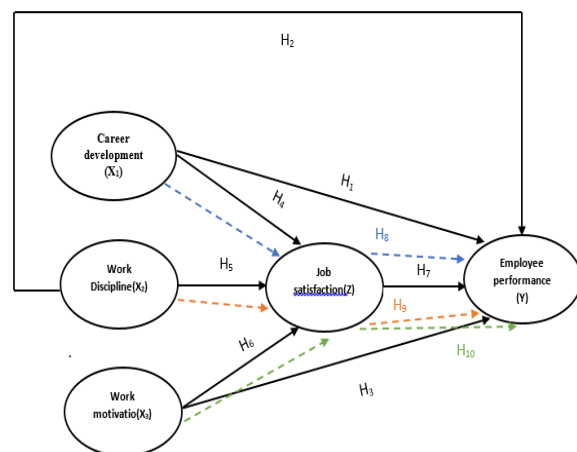 H2
Career
development
(X1)
H1
H4
H8
Work
Discipline(X2)
H5
Job
satisfaction(Z)
H7
Employee
performance
(Y)
H9
H6
H10
H3
Work
motivatio(X3)